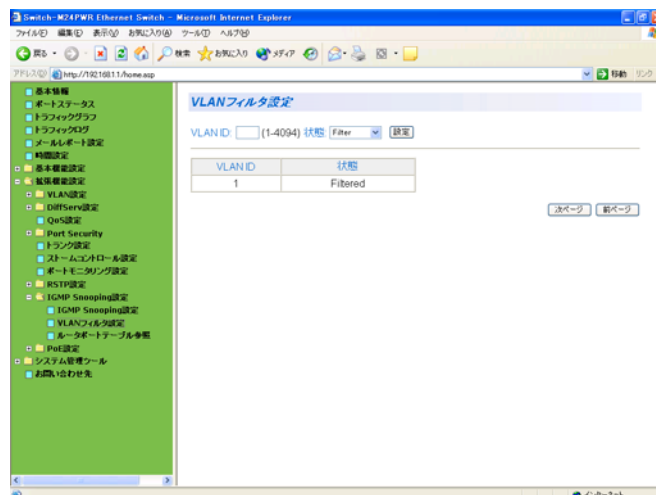 Switch-M24PWR Ethernet Switch - Microsoft Internet Explorer
ファイル(F) 編集(E) 表示(V) お気に入り(A) ツール(T) ヘルプ(H)
戻る 検索 お気に入り メディア
アドレス(D) http://192.168.1.1/home.asp 移動 リンク
基本情報
ポートステータス
トラフィックグラフ
トラフィックログ
メールレポート設定
時間設定
基本機能設定
拡張機能設定
VLAN設定
DiffServ設定
QoS設定
Port Security
トランク設定
ストームコントロール設定
ポートモニタリング設定
RSTP設定
IGMP Snooping設定
IGMP Snooping設定
VLANフィルタ設定
ルータポートテーブル参照
PoE設定
システム管理ツール
お問い合わせ先
VLANフィルタ設定
VLAN ID: (1-4094) 状態 Filter 設定
VLAN ID 状態
1 Filtered
次ページ 前ページ
インターネット